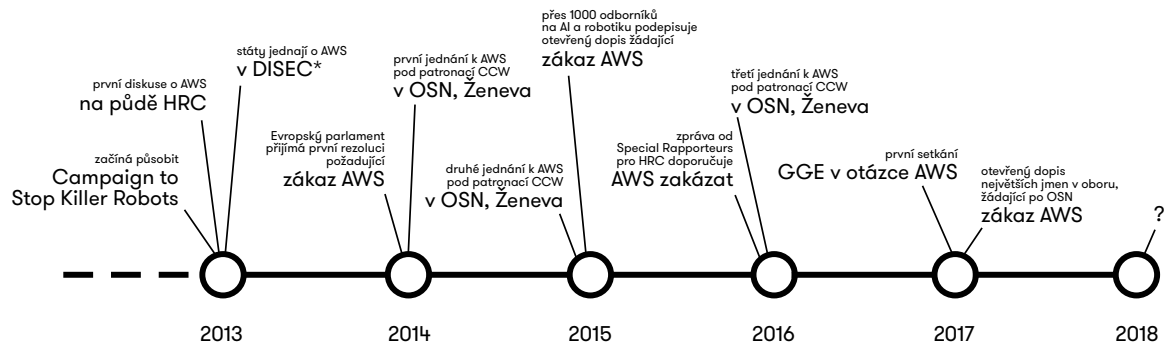 začíná působit
Campaign to
Stop Killer Robots
první diskuse o AWS
na půdě HRC
státy jednají o AWS
v DISEC*
Evropský parlament
přijímá první rezoluci
požadující
zákaz AWS
první jednání k AWS
pod patronací CCW
v OSN, Ženeva
druhé jednání k AWS
pod patronací CCW
v OSN, Ženeva
přes 1000 odborníků
na AI a robotiku podepisuje
otevřený dopis žádající
zákaz AWS
zpráva od
Special Rapporteurs
pro HRC doporučuje
AWS zakázat
třetí jednání k AWS
pod patronací CCW
v OSN, Ženeva
první setkání
GGE v otázce AWS
otevřený dopis
největších jmen v oboru,
žádající po OSN
zákaz AWS
?
2013
2014
2015
2016
2017
2018